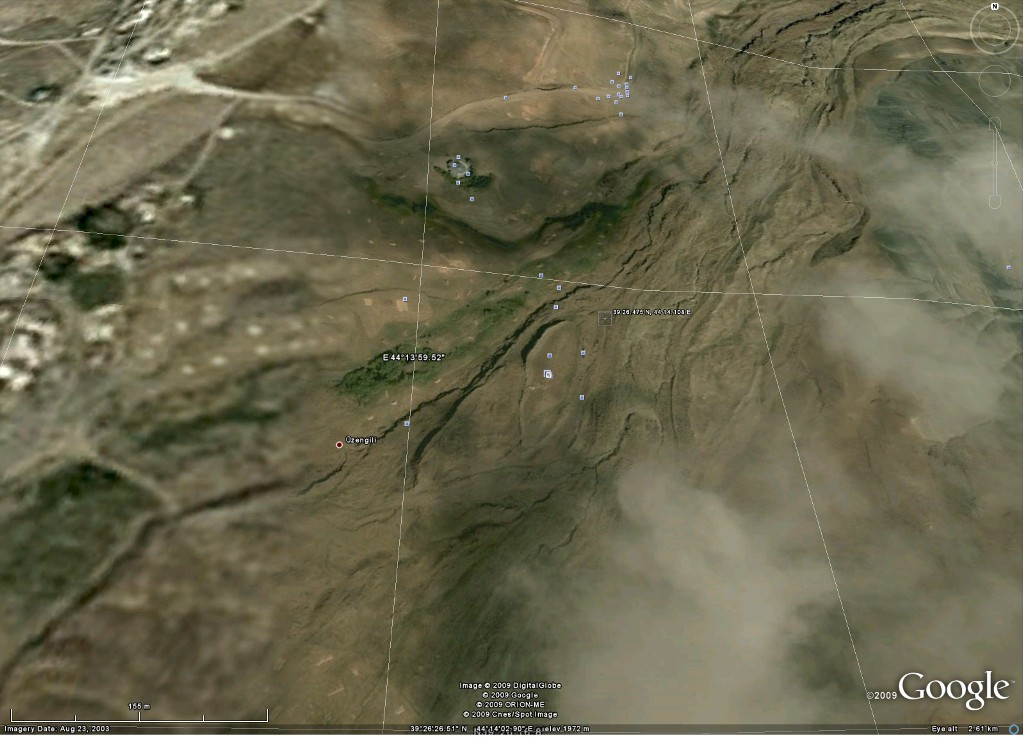 N
39 26.475 N, 44 14.108 E
E 44°13'59.52"
Üzengili
Image © 2009 DigitalGlobe
© 2009 Google
© 2009 ORION-ME
© 2009 Cnes/Spot Image
©2009 Google™
155 m
Imagery Date: Aug 23, 2003
39°26'26.51" N
44°14'02.90" E
elev 1972 m
Eye alt 2.61 km